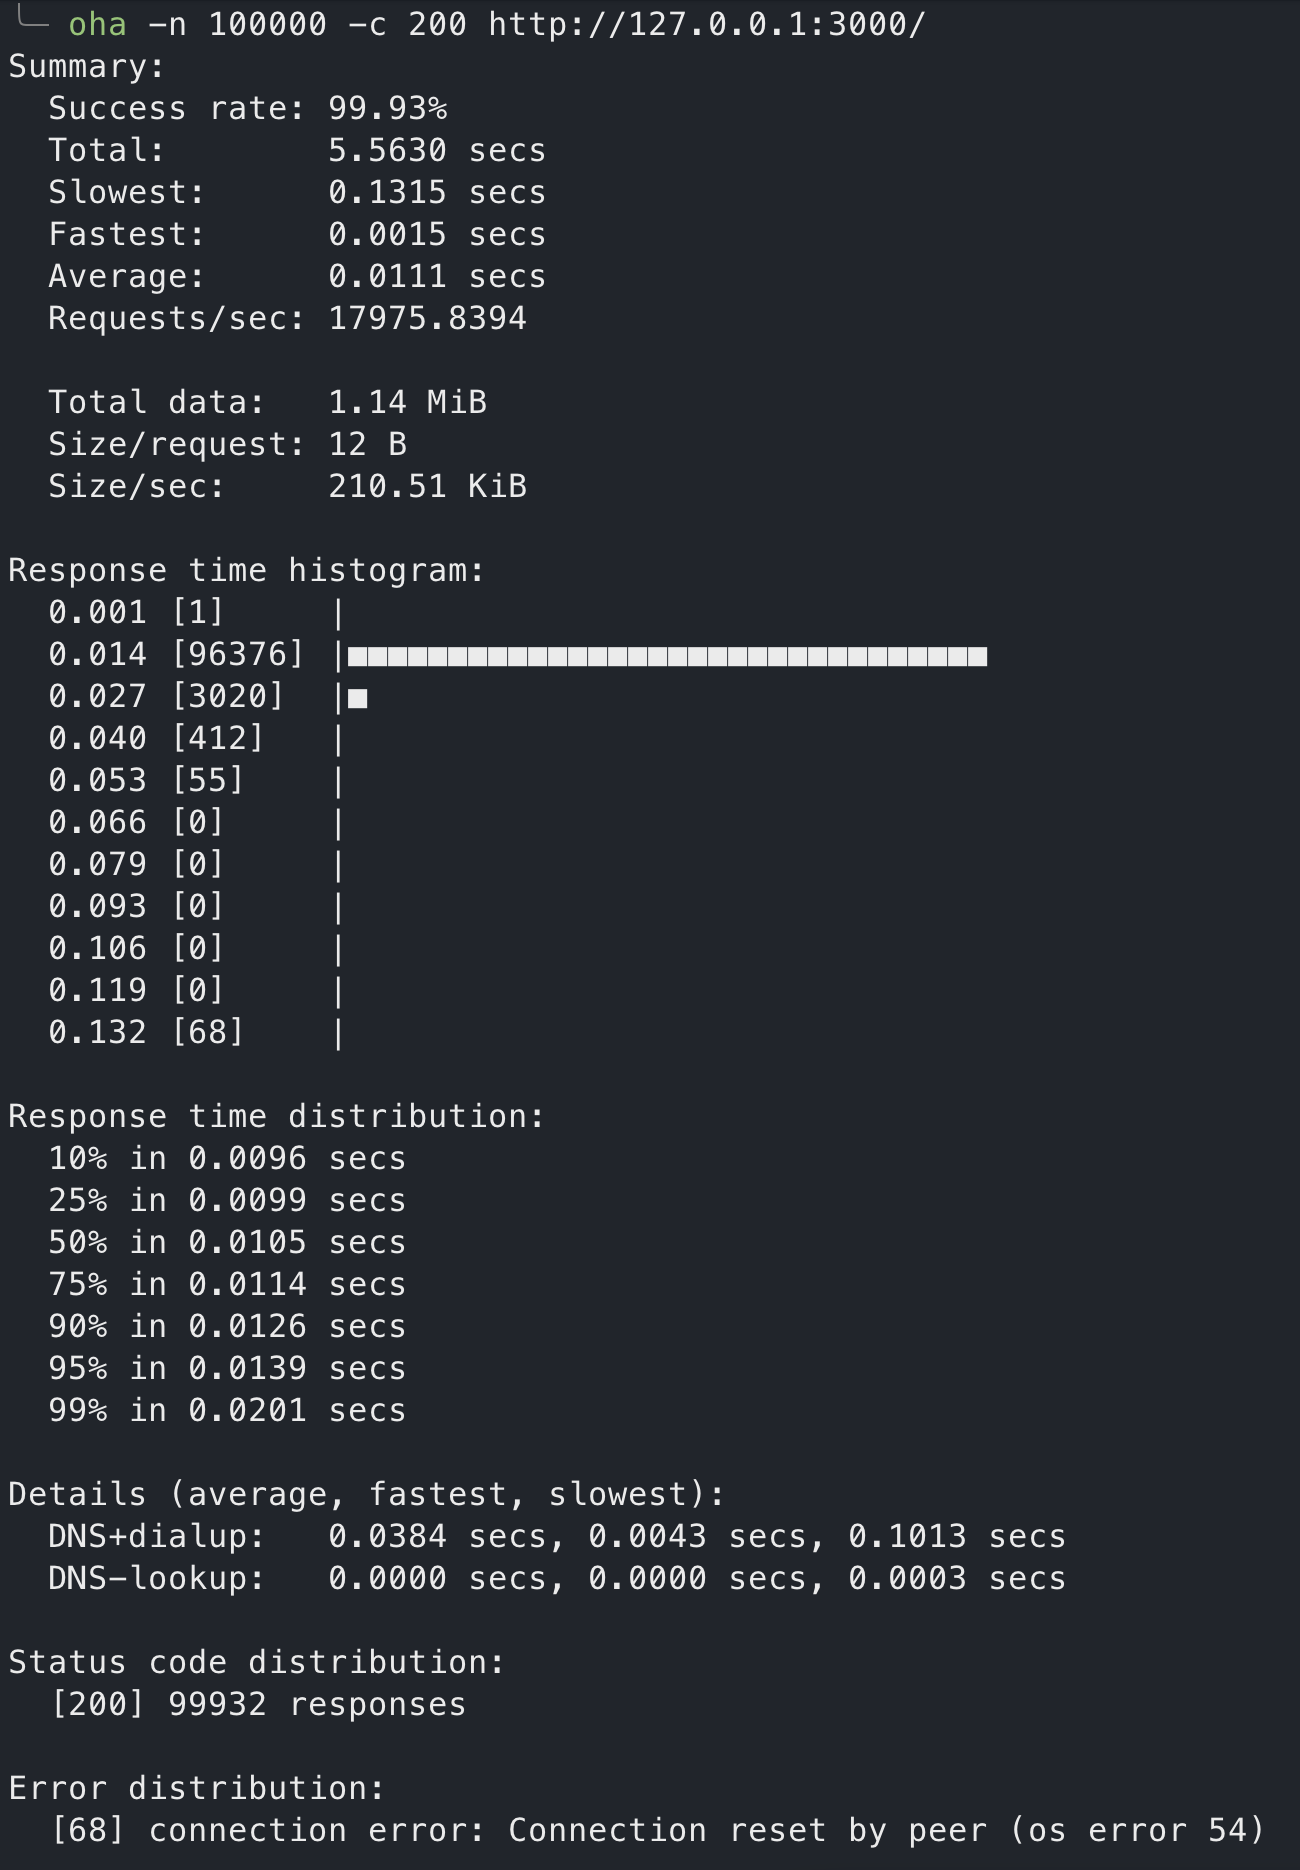 oha -n 100000 -c 200 http://127.0.0.1:3000/
Summary:
  Success rate: 99.93%
  Total:        5.5630 secs
  Slowest:      0.1315 secs
  Fastest:      0.0015 secs
  Average:      0.0111 secs
  Requests/sec: 17975.8394

  Total data:   1.14 MiB
  Size/request: 12 B
  Size/sec:     210.51 KiB

Response time histogram:
  0.001 [1]     |
  0.014 [96376] |■■■■■■■■■■■■■■■■■■■■■■■■■■■■■■■■
  0.027 [3020]  |■
  0.040 [412]   |
  0.053 [55]    |
  0.066 [0]     |
  0.079 [0]     |
  0.093 [0]     |
  0.106 [0]     |
  0.119 [0]     |
  0.132 [68]    |

Response time distribution:
  10% in 0.0096 secs
  25% in 0.0099 secs
  50% in 0.0105 secs
  75% in 0.0114 secs
  90% in 0.0126 secs
  95% in 0.0139 secs
  99% in 0.0201 secs

Details (average, fastest, slowest):
  DNS+dialup:   0.0384 secs, 0.0043 secs, 0.1013 secs
  DNS-lookup:   0.0000 secs, 0.0000 secs, 0.0003 secs

Status code distribution:
  [200] 99932 responses

Error distribution:
  [68] connection error: Connection reset by peer (os error 54)